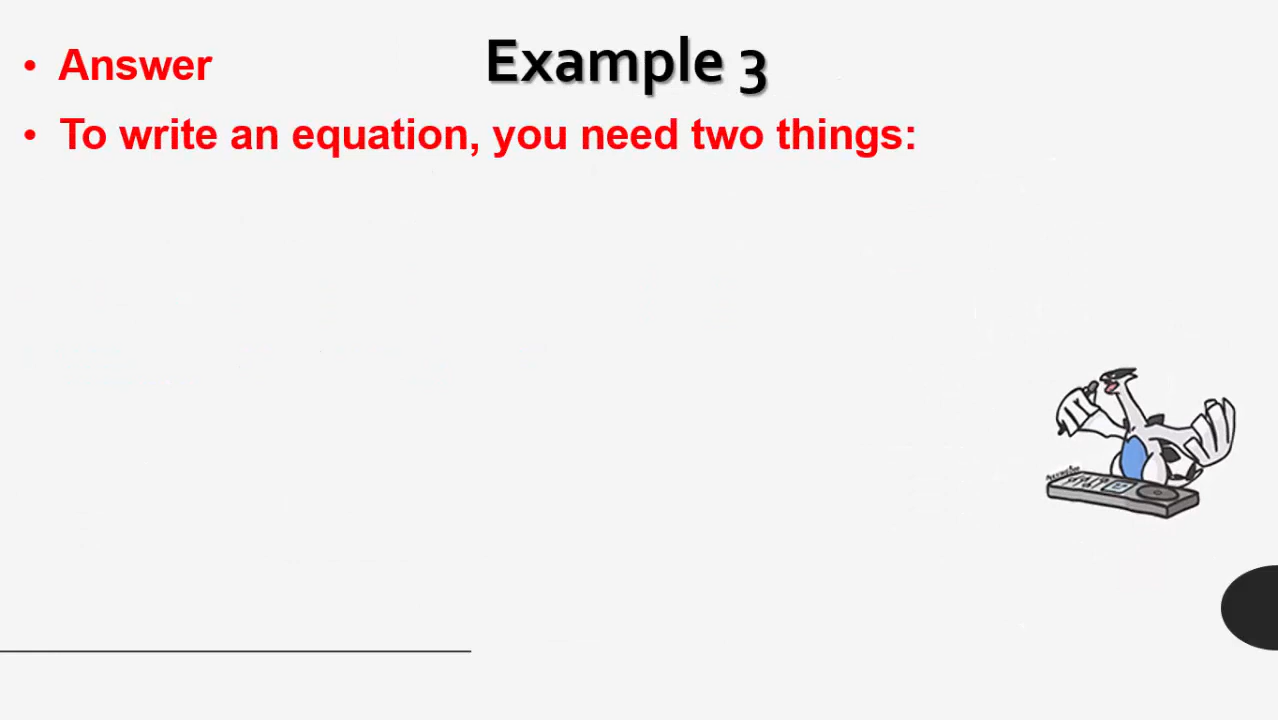 Example 3
• Answer
• To write an equation, you need two things: